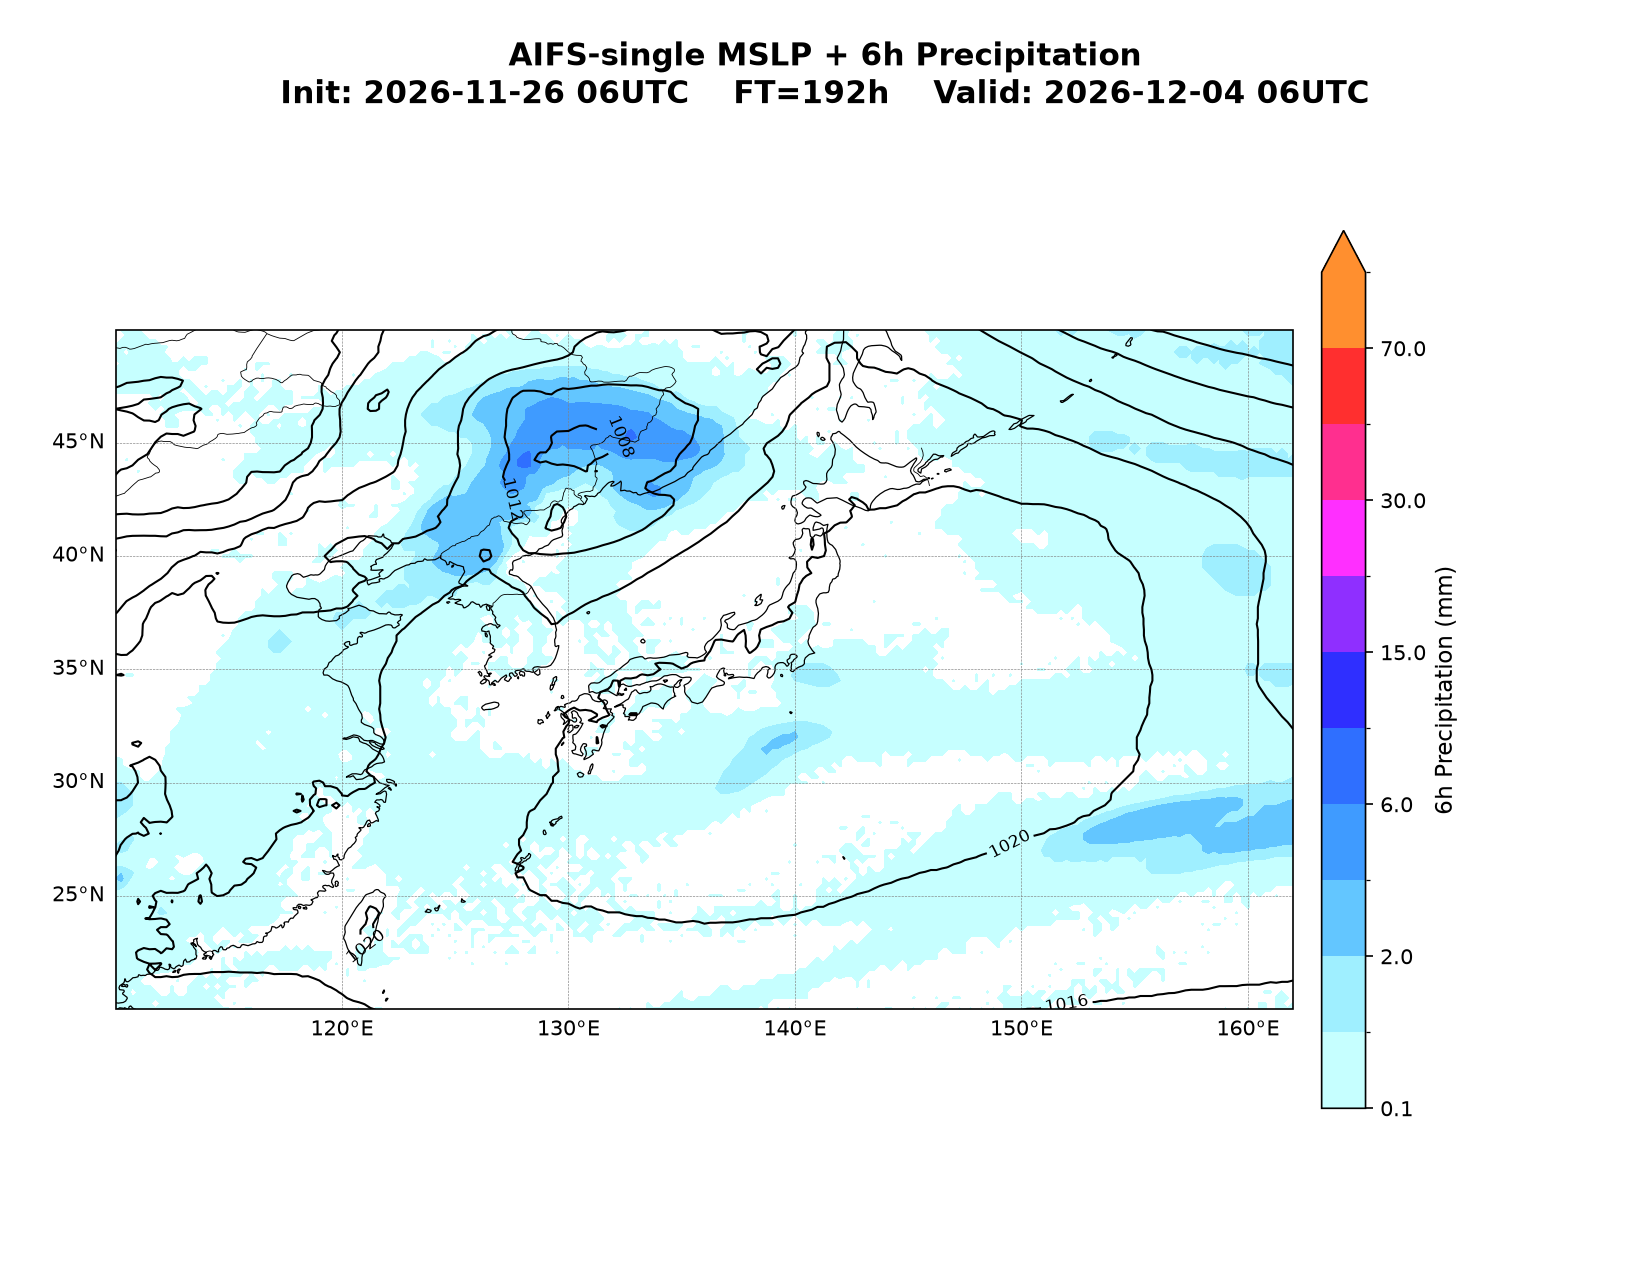 AIFS-single MSLP + 6h Precipitation
Init: 2026-11-26 06UTC    FT=192h    Valid: 2026-12-04 06UTC
70.0
30.0
15.0
6.0
2.0
0.1
6h Precipitation (mm)
45°N
40°N
35°N
30°N
25°N
1008
1012
1020
020
1016
120°E
130°E
140°E
150°E
160°E